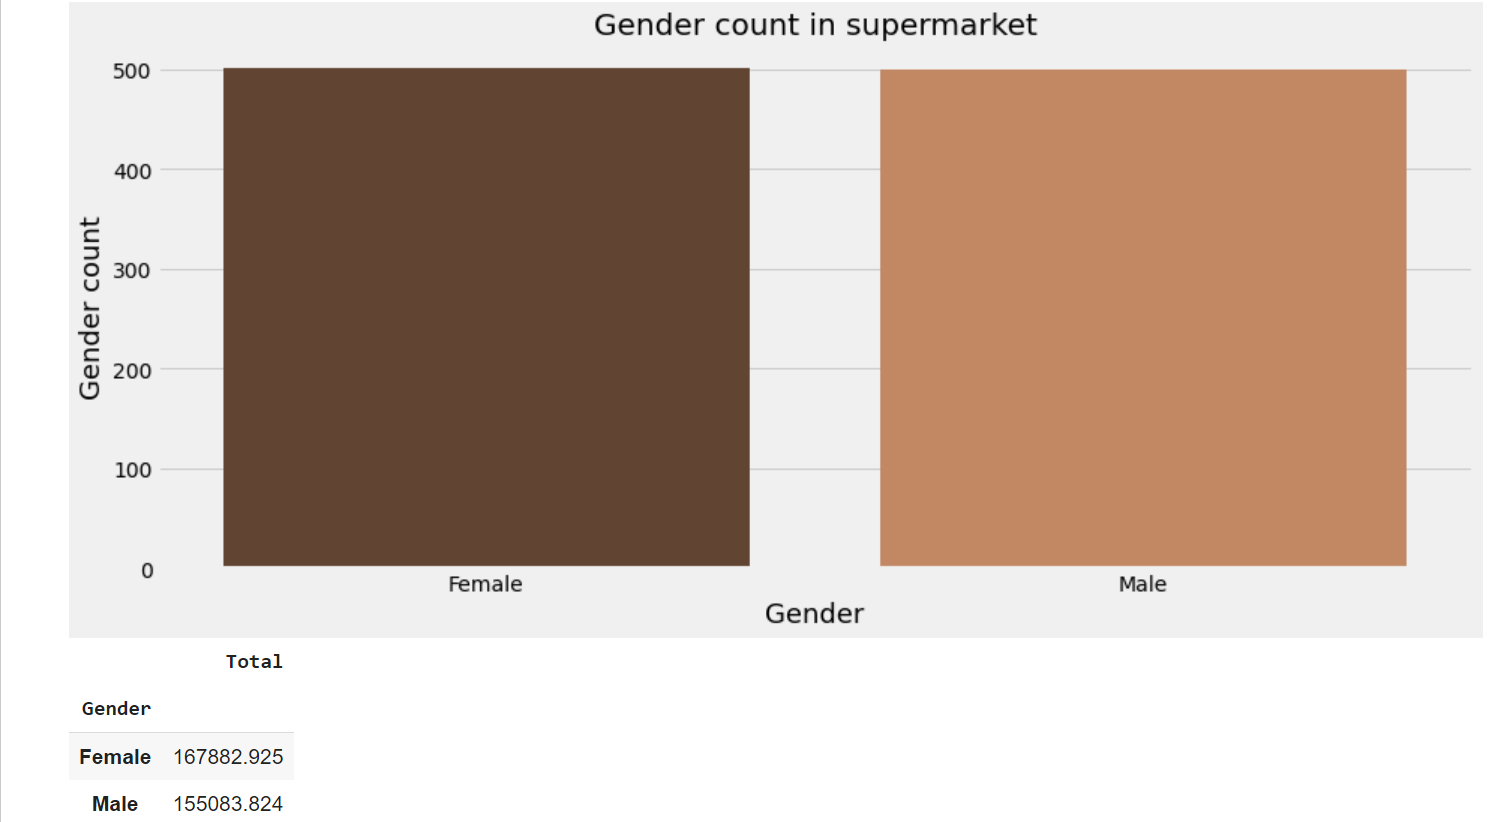 Gender count in supermarket
500
400
300
200
100
0
Gender count
Female Male
Gender
Total
Gender
Female 167882.925
Male 155083.824